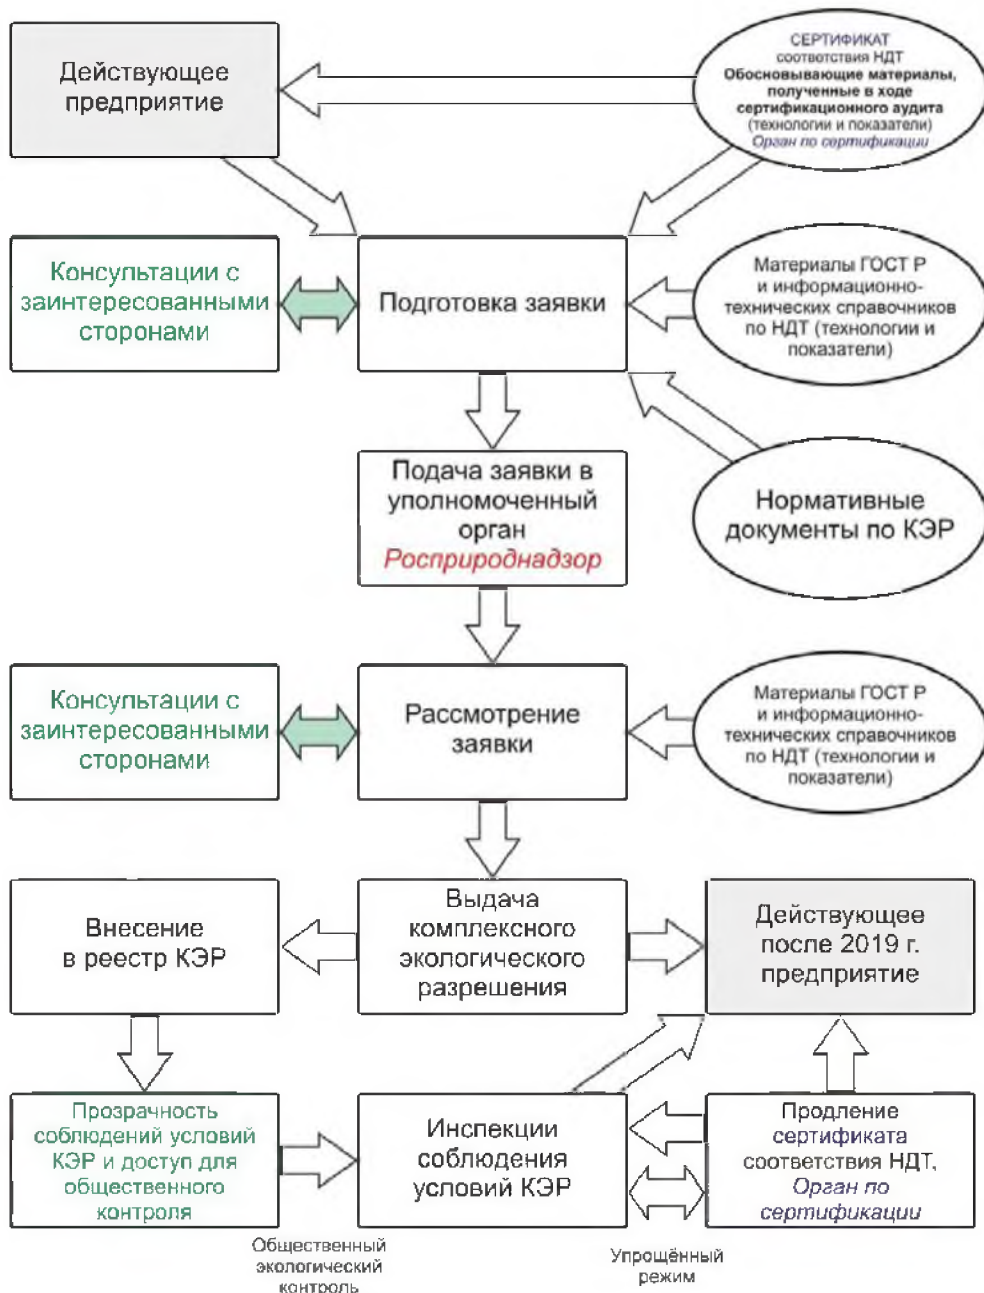 Действующее
предприятие
СЕРТИФИКАТ
соответствия НДТ
Обосновывающие материалы,
полученные в ходе
сертификационного аудита
(технологии и показатели)
Орган по сертификации
Консультации с
заинтересованными
сторонами
Подготовка заявки
Материалы ГОСТ Р
и информационно-
технических справочников
по НДТ (технологии и
показатели)
Подача заявки в
уполномоченный
орган
Росприроднадзор
Нормативные
документы по КЭР
Консультации с
заинтересованными
сторонами
Рассмотрение
заявки
Материалы ГОСТ Р
и информационно-
технических справочников
по НДТ (технологии и
показатели)
Внесение
в реестр КЭР
Выдача
комплексного
экологического
разрешения
Действующее
после 2019 г.
предприятие
Прозрачность
соблюдений условий
КЭР и доступ для
общественного
контроля
Инспекции
соблюдения
условий КЭР
Продление
сертификата
соответствия НДТ,
Орган по
сертификации
Общественный
экологический
контроль
Упрощённый
режим